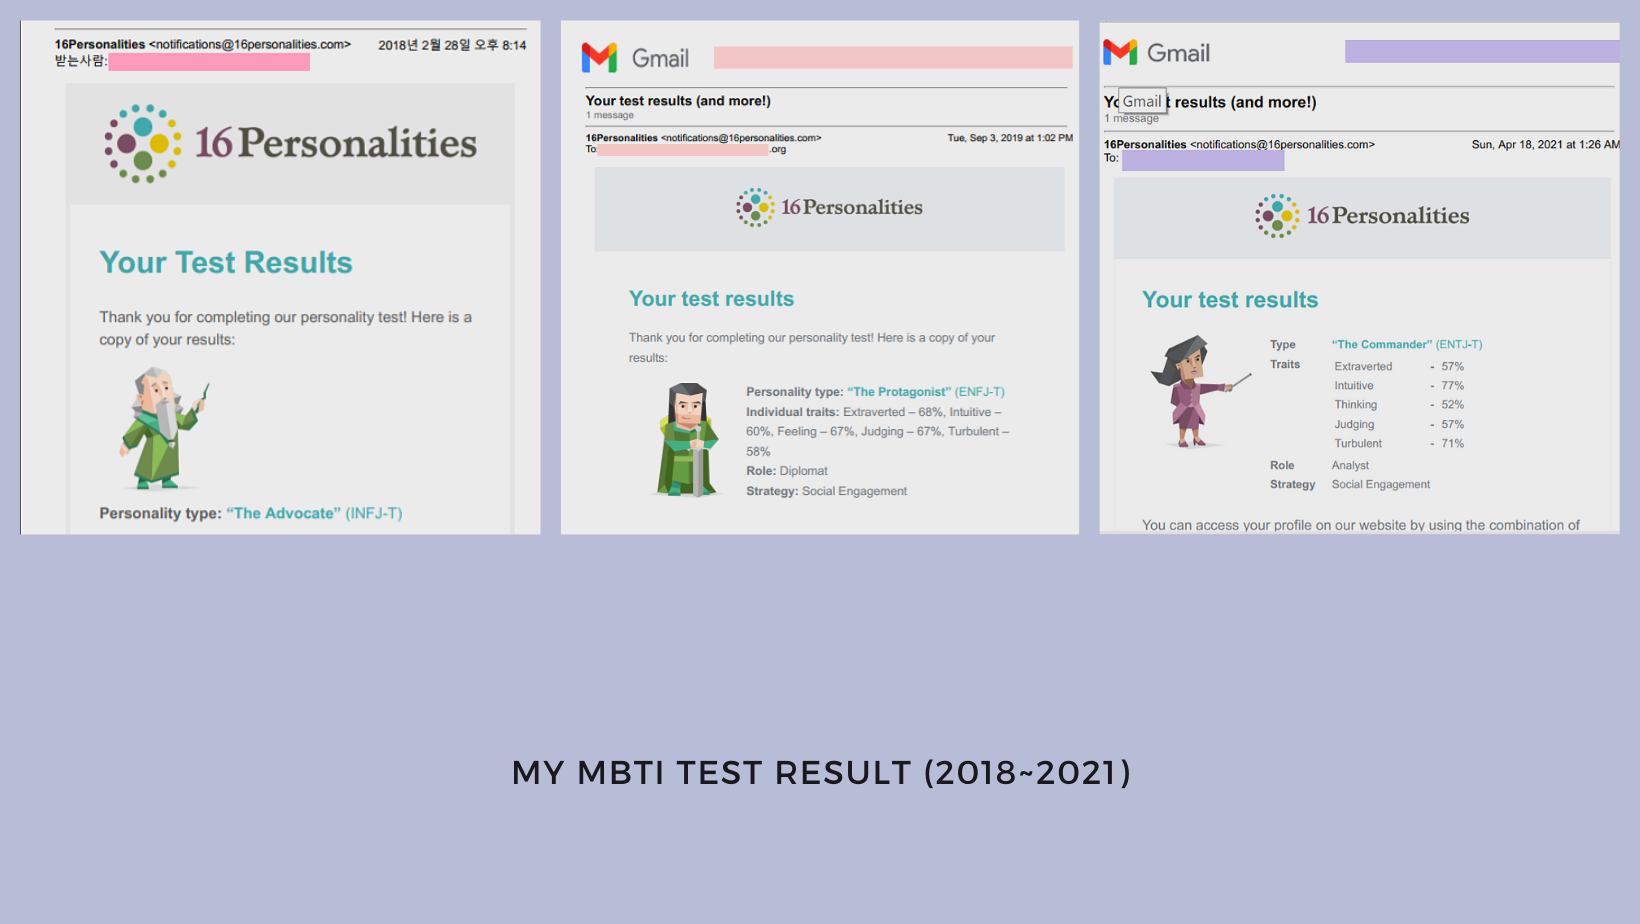 16Personalities <notifications@16personalities.com> 2018년 2월 28일 오후 8:14
받는사람:
16Personalities
Your Test Results
Thank you for completing our personality test! Here is a
copy of your results:
Personality type: “The Advocate” (INFJ-T)
Gmail
Your test results (and more!)
1 message
16Personalities <notifications@16personalities.com> Tue, Sep 3, 2019 at 1:02 PM
To .org
16Personalities
Your test results
Thank you for completing our personality test! Here is a copy of your
results:
Personality type: “The Protagonist” (ENFJ-T)
Individual traits: Extraverted – 68%, Intuitive –
60%, Feeling – 67%, Judging – 67%, Turbulent –
58%
Role: Diplomat
Strategy: Social Engagement
Gmail
Gmail results (and more!)
1 message
16Personalities <notifications@16personalities.com> Sun, Apr 18, 2021 at 1:26 AM
To:
16Personalities
Your test results
Type “The Commander” (ENTJ-T)
Traits Extraverted - 57%
Intuitive - 77%
Thinking - 52%
Judging - 57%
Turbulent - 71%
Role Analyst
Strategy Social Engagement
You can access your profile on our website by using the combination of
MY MBTI TEST RESULT (2018~2021)